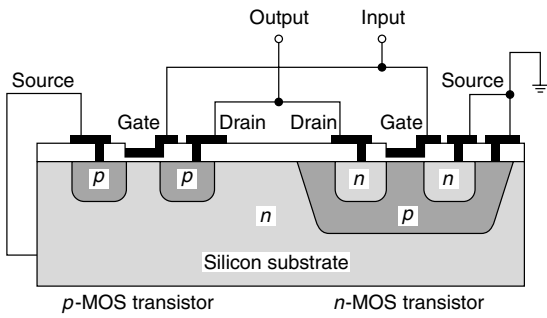 Output Input
Source Source
Gate Drain Drain Gate
p p n n
n p
Silicon substrate
p-MOS transistor n-MOS transistor